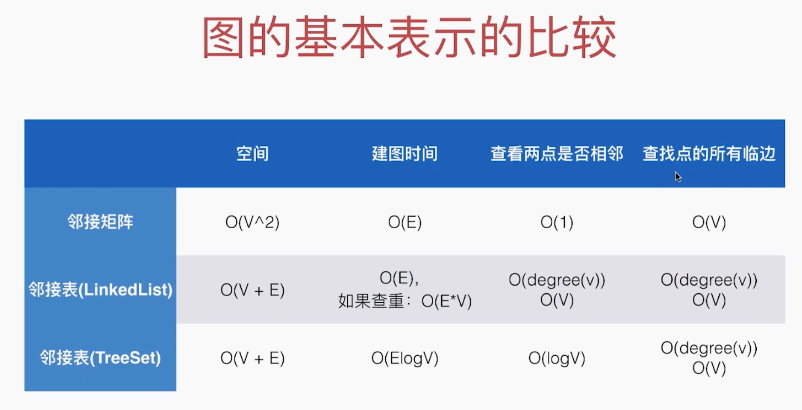 图的基本表示的比较
空间 建图时间 查看两点是否相邻 查找点的所有临边
邻接矩阵 O(V^2) O(E) O(1) O(V)
邻接表(LinkedList) O(V + E) O(E), 如果查重：O(E*V) O(degree(v)) O(V) O(degree(v)) O(V)
邻接表(TreeSet) O(V + E) O(ElogV) O(logV) O(degree(v)) O(V)